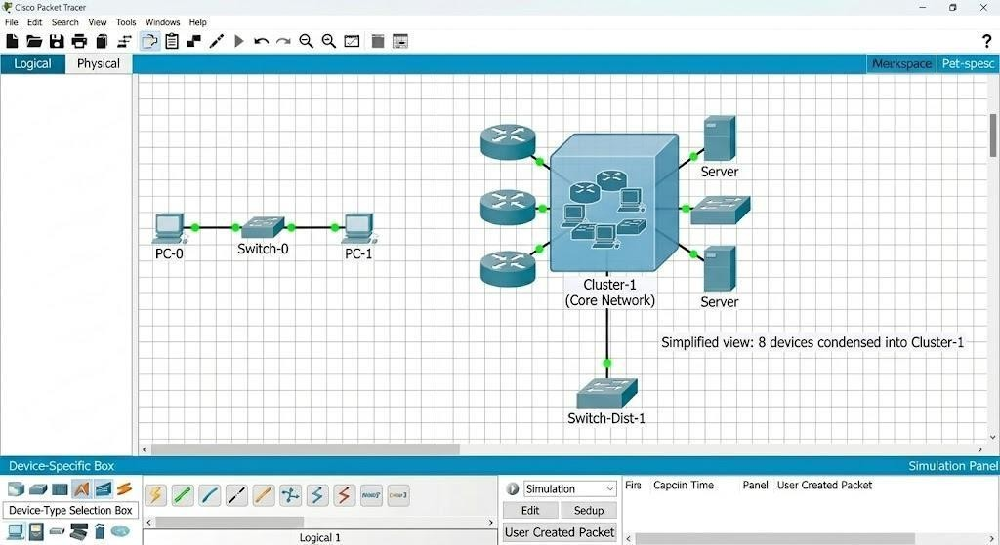 Cisco Packet Tracer
File Edit Search View Tools Windows Help
?
Logical Physical
Merkspace Pet-spesc
Server
PC-0
Switch-0
PC-1
Cluster-1
(Core Network)
Server
Simplified view: 8 devices condensed into Cluster-1
Switch-Dist-1
Device-Specific Box
Simulation Panel
Device-Type Selection Box
Logical 1
Simulation
Edit Sedup
User Created Packet
Fire Capciin Time Panel User Created Packet